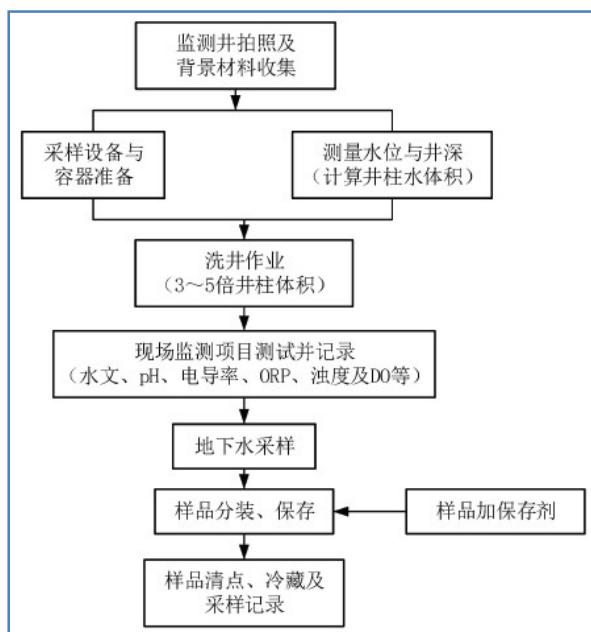 监测井拍照及
背景材料收集
采样设备与
容器准备
测量水位与井深
（计算井柱水体积）
洗井作业
（3～5倍井柱体积）
现场监测项目测试并记录
（水文、pH、电导率、ORP、浊度及DO等）
地下水采样
样品分装、保存
样品加保存剂
样品清点、冷藏及
采样记录